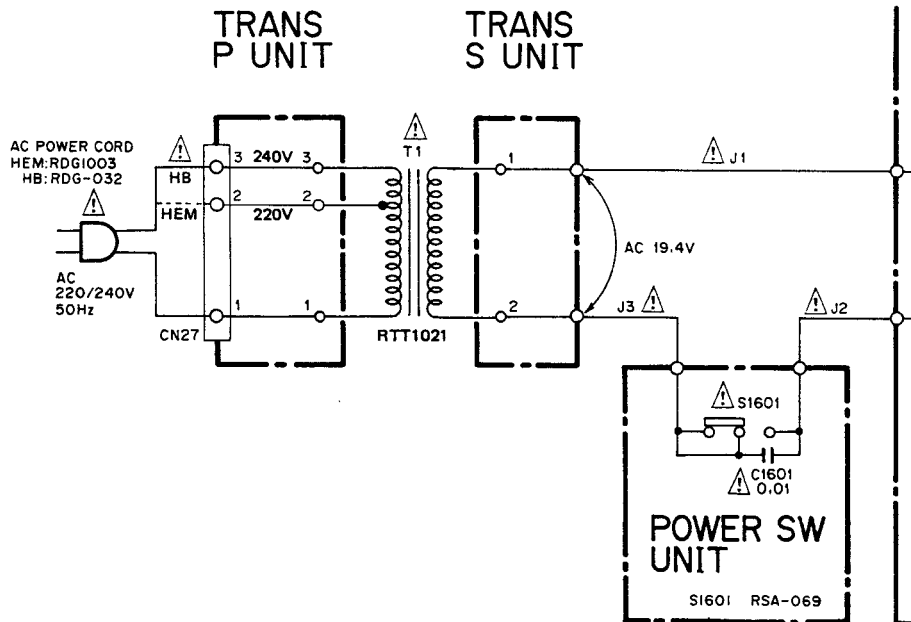 TRANS
P UNIT
TRANS
S UNIT
AC POWER CORD
HEM:RDG1003
HB:RDG-032
!
!
HB
3 240V 3
HEM
2 220V 2
AC
220/240V
50Hz
1 1
CN27
!
T1
RTT1021
1
2
AC 19.4V
!
J1
J3 !
! J2
! S1601
! C1601
0.01
POWER SW
UNIT
S1601 RSA-069